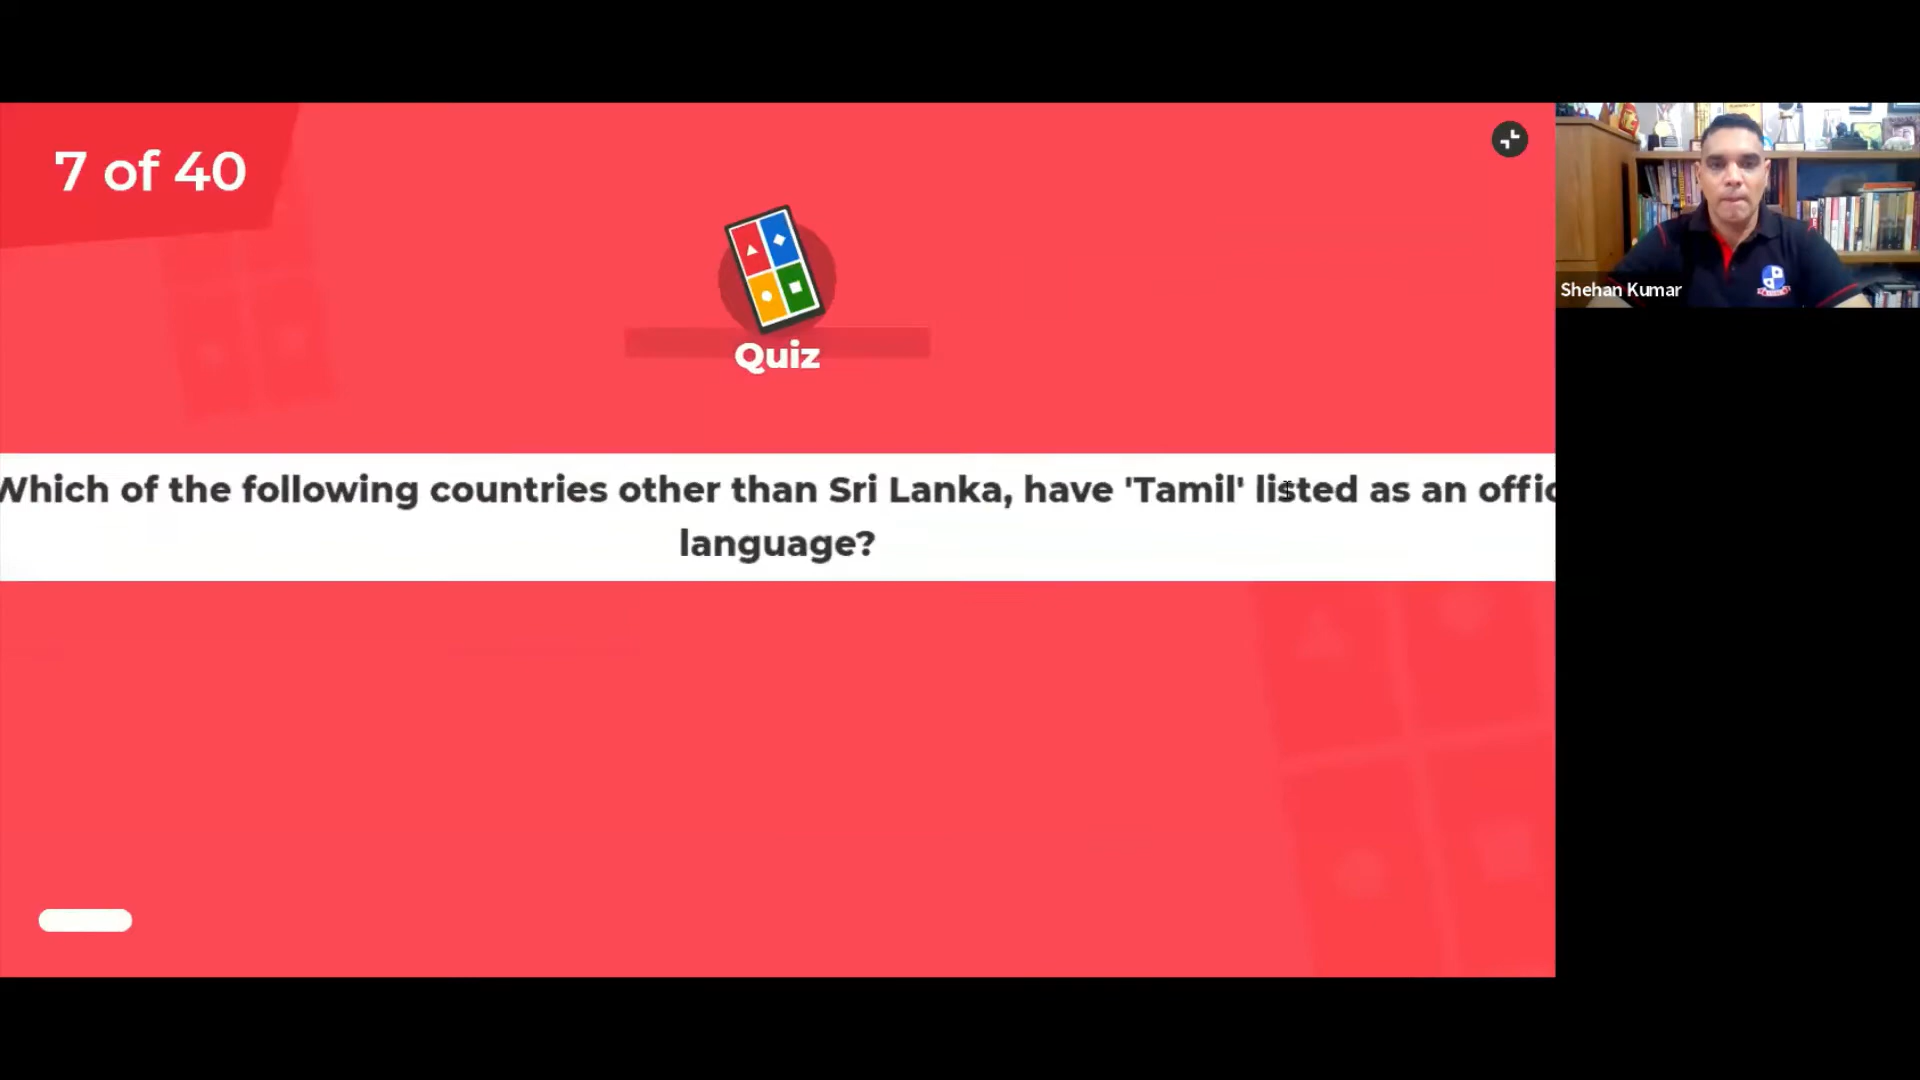 7 of 40
Quiz
Which of the following countries other than Sri Lanka, have 'Tamil' listed as an offic
language?
Shehan Kumar